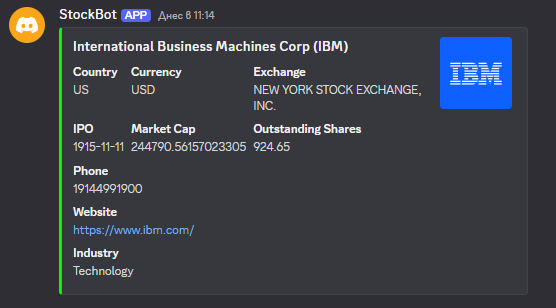 StockBot APP Днес в 11:14
International Business Machines Corp (IBM)
IBM
Country Currency Exchange
US USD NEW YORK STOCK EXCHANGE,
INC.
IPO Market Cap Outstanding Shares
1915-11-11 244790.56157023305 924.65
Phone
19144991900
Website
https://www.ibm.com/
Industry
Technology